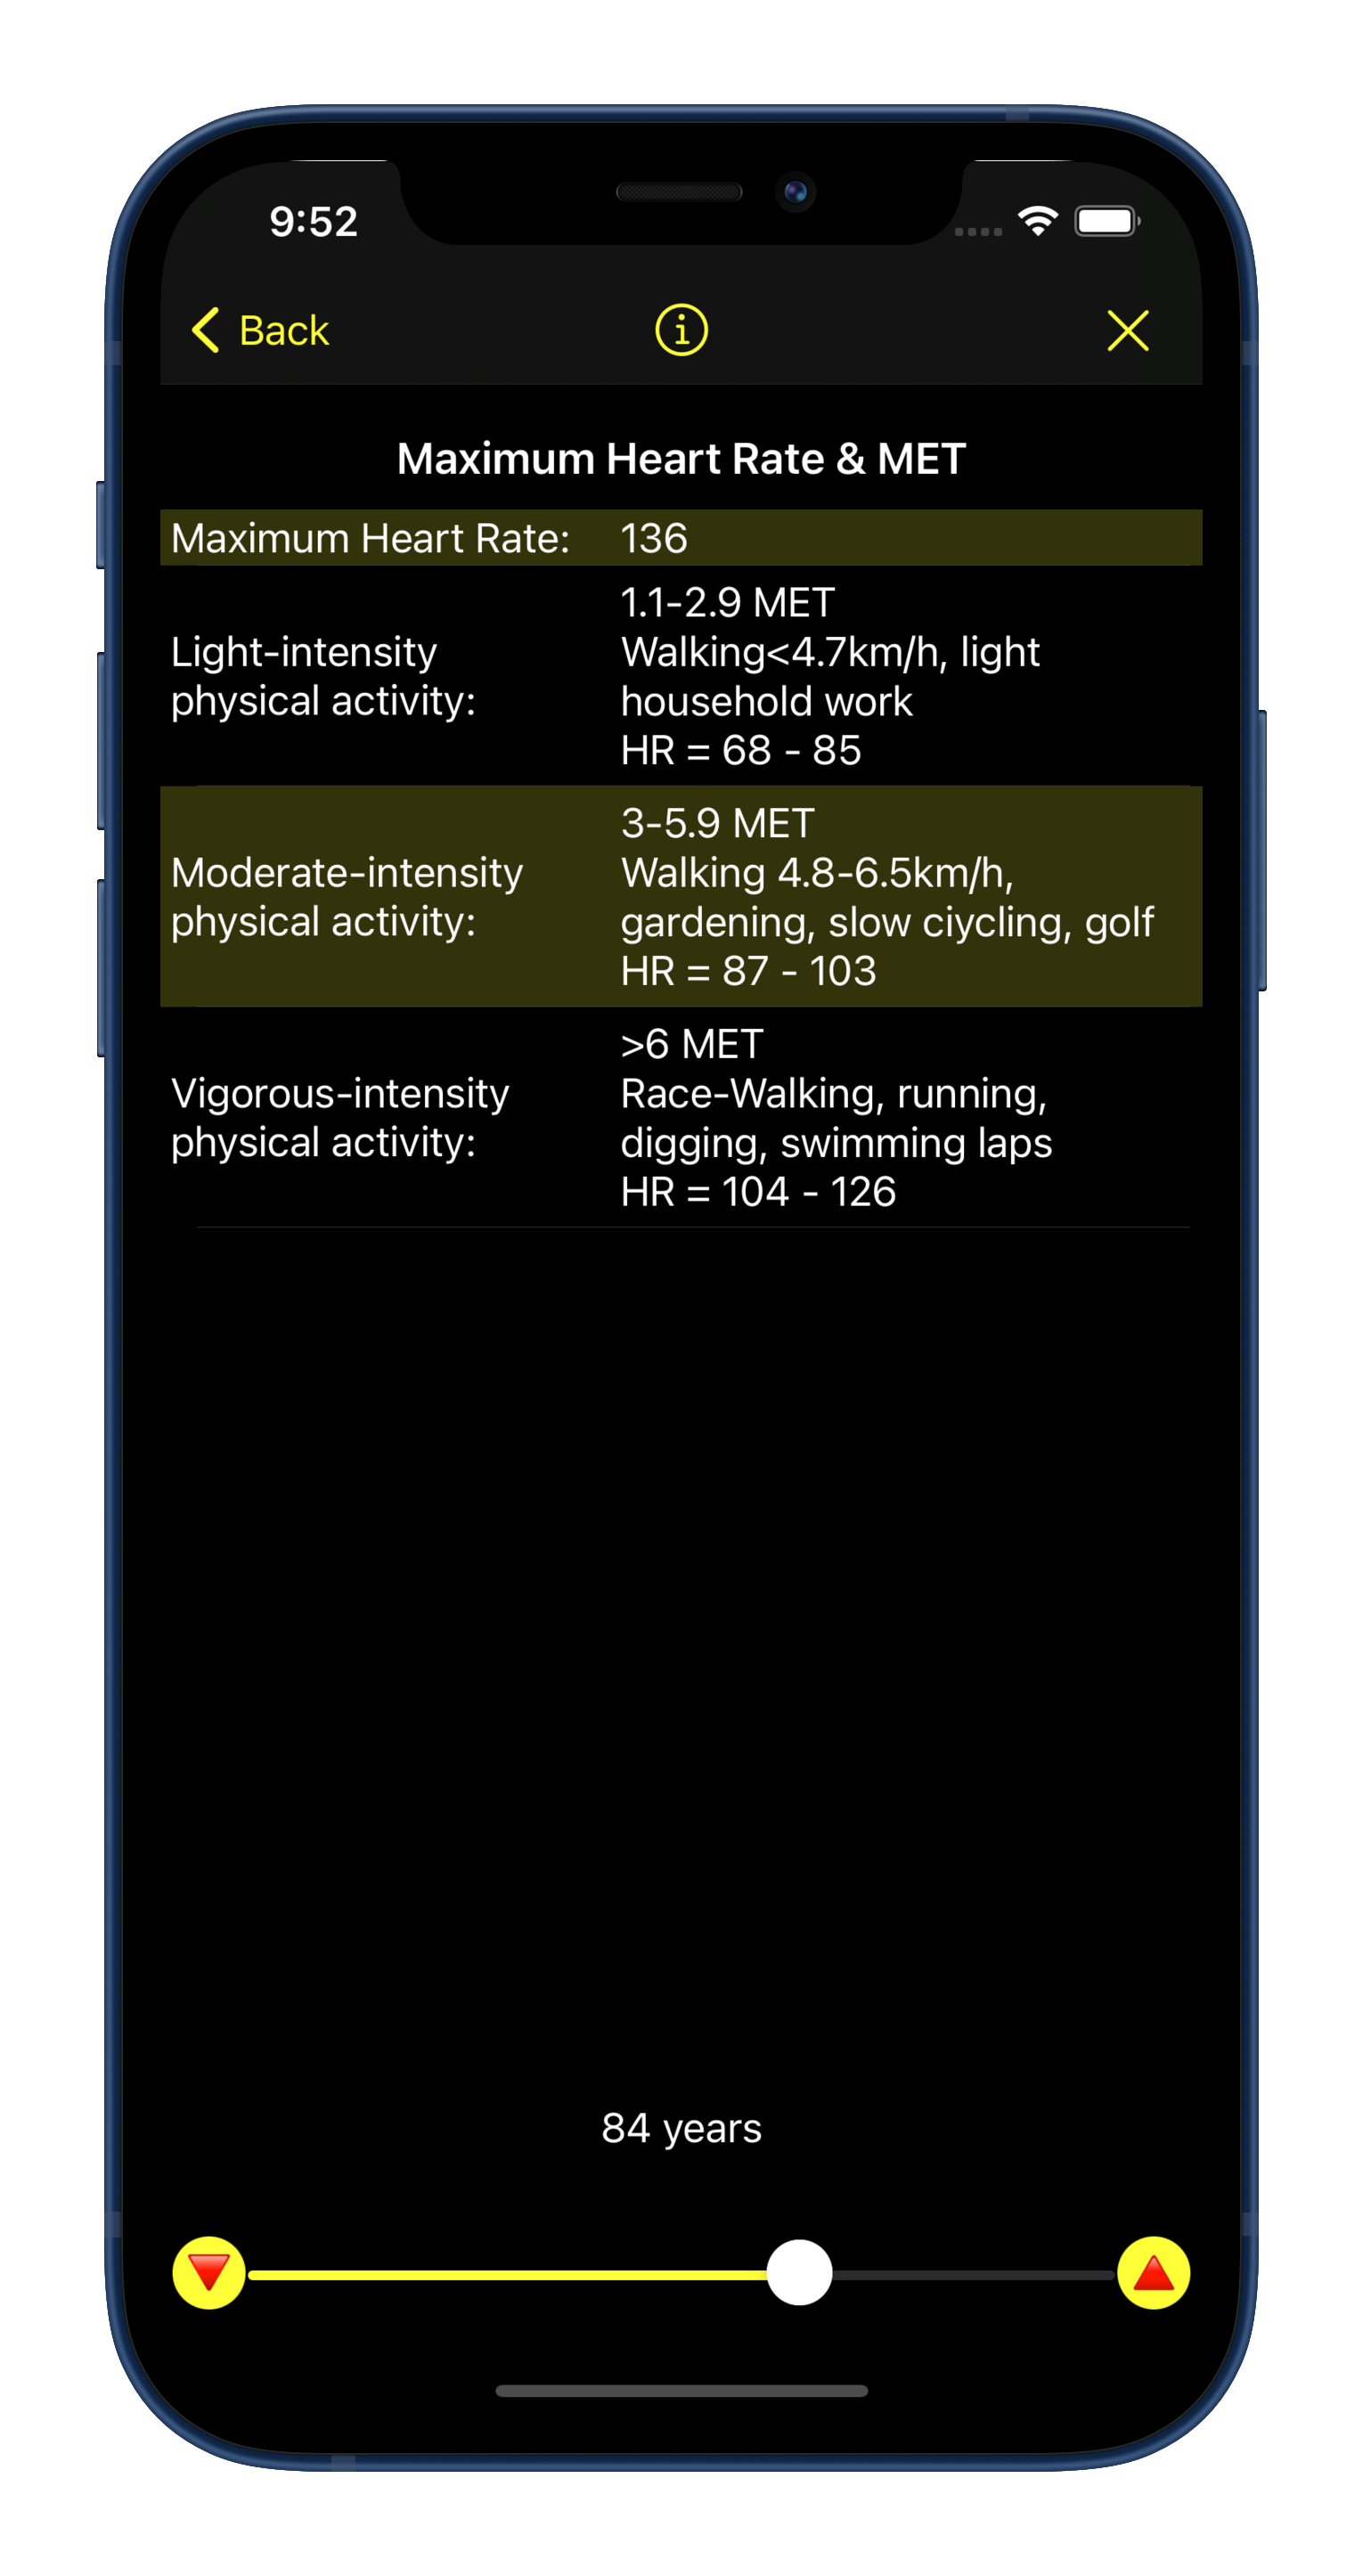 9:52
Back
Maximum Heart Rate & MET
Maximum Heart Rate: 136
Light-intensity
physical activity:
1.1-2.9 MET
Walking<4.7km/h, light
household work
HR = 68 - 85
Moderate-intensity
physical activity:
3-5.9 MET
Walking 4.8-6.5km/h,
gardening, slow ciycling, golf
HR = 87 - 103
Vigorous-intensity
physical activity:
>6 MET
Race-Walking, running,
digging, swimming laps
HR = 104 - 126
84 years